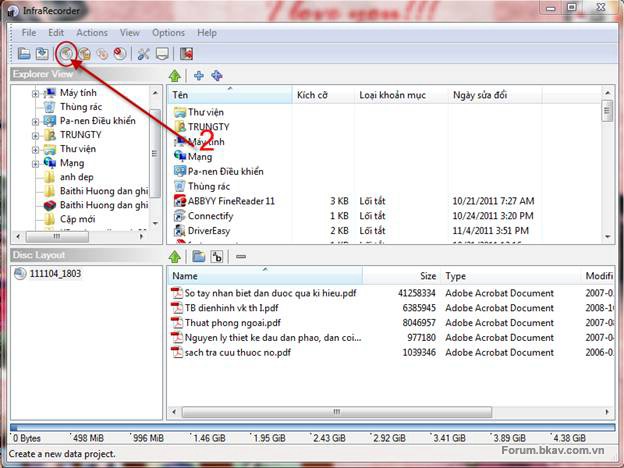 I love you!!!
InfraRecorder
File Edit Actions View Options Help
Explorer View
Máy tính
Thùng rác
Pa-nen Điều khiển
TRUNGTY
Thư viện
Mạng
anh dep
Baithi Huong dan ghi
Baithi Huong dan ghi
Cặp mới
2
Tên Kích cỡ Loại khoản mục Ngày sửa đổi
Thư viện
TRUNGTY
Máy tính
Mạng
Pa-nen Điều khiển
Thùng rác
ABBYY FineReader 11 3 KB Lối tắt 10/21/2011 7:27 AM
Connectify 2 KB Lối tắt 10/24/2011 3:20 PM
DriverEasy 2 KB Lối tắt 11/4/2011 3:51 PM
Disc Layout
111104_1803
Name Size Type Modifi
So tay nhan biet dan duoc qua ki hieu.pdf 41258334 Adobe Acrobat Document 2007-0
TB dienhinh vk th I.pdf 6385945 Adobe Acrobat Document 2008-1
Thuat phong ngoai.pdf 8046957 Adobe Acrobat Document 2007-0
Nguyen ly thiet ke dau dan phao, dan coi... 977180 Adobe Acrobat Document 2007-0
sach tra cuu thuoc no.pdf 1039346 Adobe Acrobat Document 2006-0
0 Bytes 498 MiB 996 MiB 1.46 GiB 1.95 GiB 2.43 GiB 2.92 GiB 3.41 GiB 3.89 GiB 4.38 GiB
Create a new data project.
Forum.bkav.com.vn